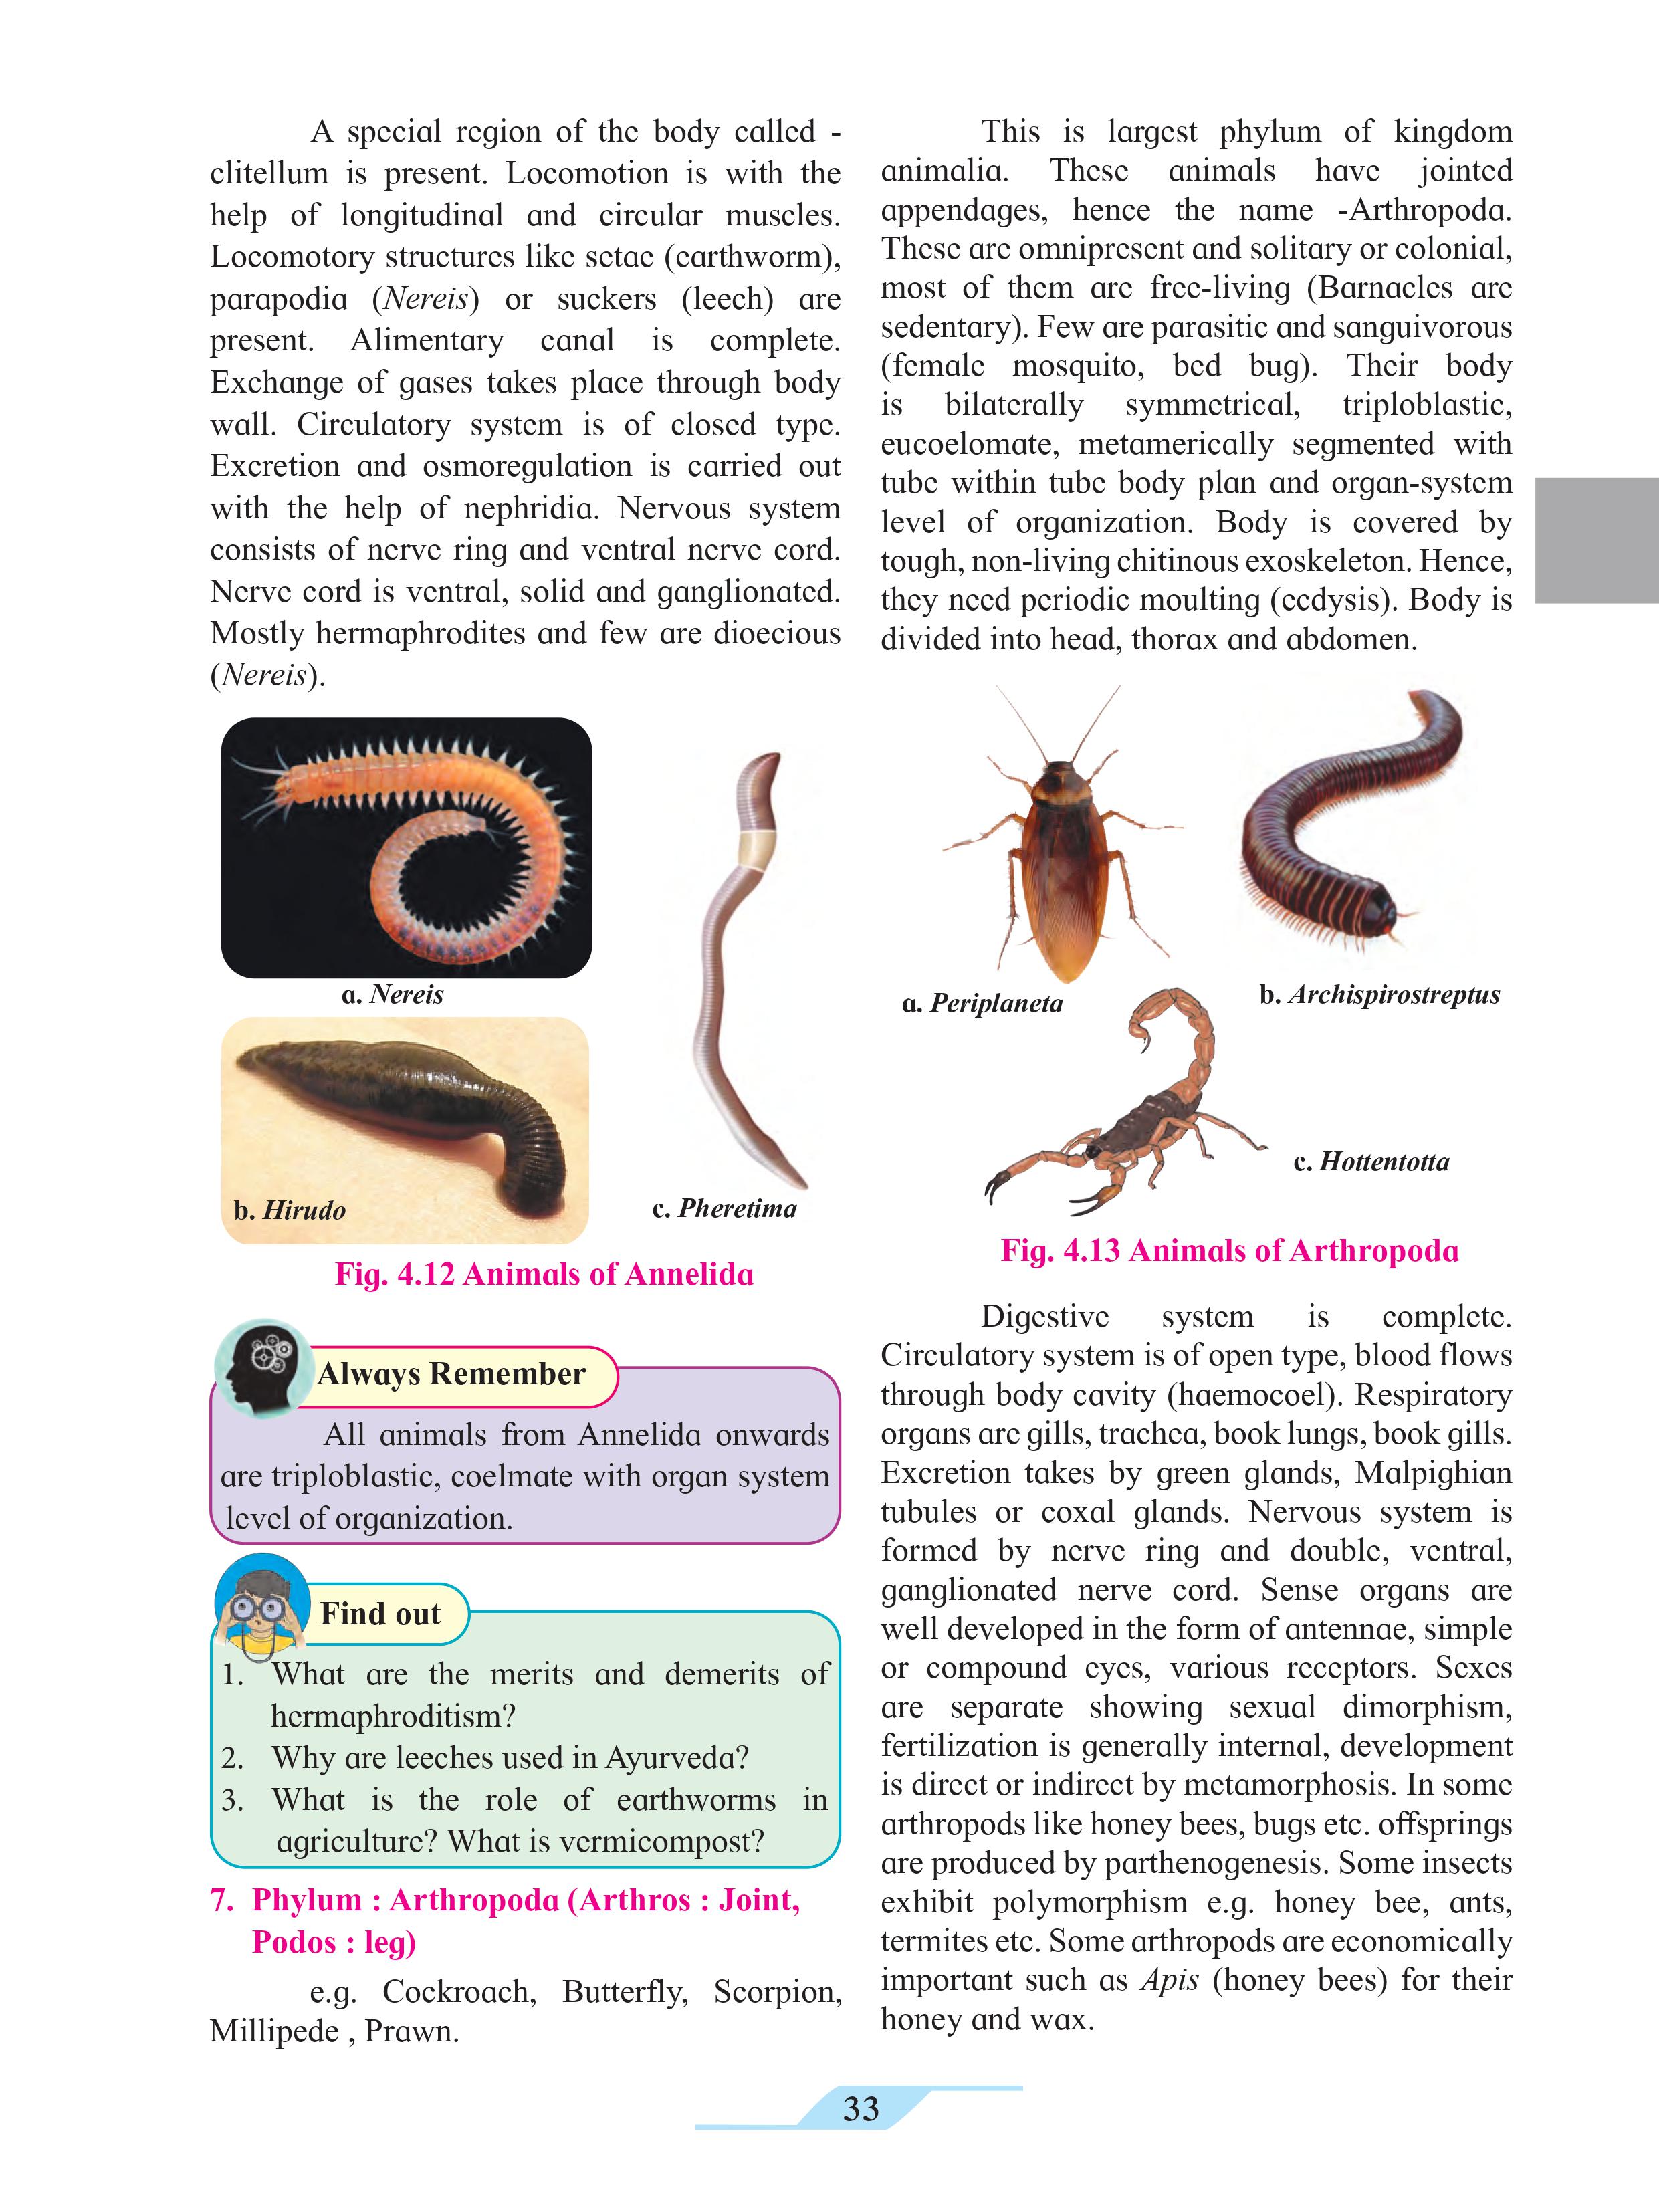 A special region of the body called -
clitellum is present. Locomotion is with the
help of longitudinal and circular muscles.
Locomotory structures like setae (earthworm),
parapodia (Nereis) or suckers (leech) are
present. Alimentary canal is complete.
Exchange of gases takes place through body
wall. Circulatory system is of closed type.
Excretion and osmoregulation is carried out
with the help of nephridia. Nervous system
consists of nerve ring and ventral nerve cord.
Nerve cord is ventral, solid and ganglionated.
Mostly hermaphrodites and few are dioecious
(Nereis).
a. Nereis
b. Hirudo
c. Pheretima
Fig. 4.12 Animals of Annelida
Always Remember
All animals from Annelida onwards
are triploblastic, coelmate with organ system
level of organization.
Find out
1. What are the merits and demerits of
hermaphroditism?
2. Why are leeches used in Ayurveda?
3. What is the role of earthworms in
agriculture? What is vermicompost?
7. Phylum : Arthropoda (Arthros : Joint,
Podos : leg)
e.g. Cockroach, Butterfly, Scorpion,
Millipede , Prawn.
This is largest phylum of kingdom
animalia. These animals have jointed
appendages, hence the name -Arthropoda.
These are omnipresent and solitary or colonial,
most of them are free-living (Barnacles are
sedentary). Few are parasitic and sanguivorous
(female mosquito, bed bug). Their body
is bilaterally symmetrical, triploblastic,
eucoelomate, metamerically segmented with
tube within tube body plan and organ-system
level of organization. Body is covered by
tough, non-living chitinous exoskeleton. Hence,
they need periodic moulting (ecdysis). Body is
divided into head, thorax and abdomen.
a. Periplaneta
b. Archispirostreptus
c. Hottentotta
Fig. 4.13 Animals of Arthropoda
Digestive system is complete.
Circulatory system is of open type, blood flows
through body cavity (haemocoel). Respiratory
organs are gills, trachea, book lungs, book gills.
Excretion takes by green glands, Malpighian
tubules or coxal glands. Nervous system is
formed by nerve ring and double, ventral,
ganglionated nerve cord. Sense organs are
well developed in the form of antennae, simple
or compound eyes, various receptors. Sexes
are separate showing sexual dimorphism,
fertilization is generally internal, development
is direct or indirect by metamorphosis. In some
arthropods like honey bees, bugs etc. offsprings
are produced by parthenogenesis. Some insects
exhibit polymorphism e.g. honey bee, ants,
termites etc. Some arthropods are economically
important such as Apis (honey bees) for their
honey and wax.
33